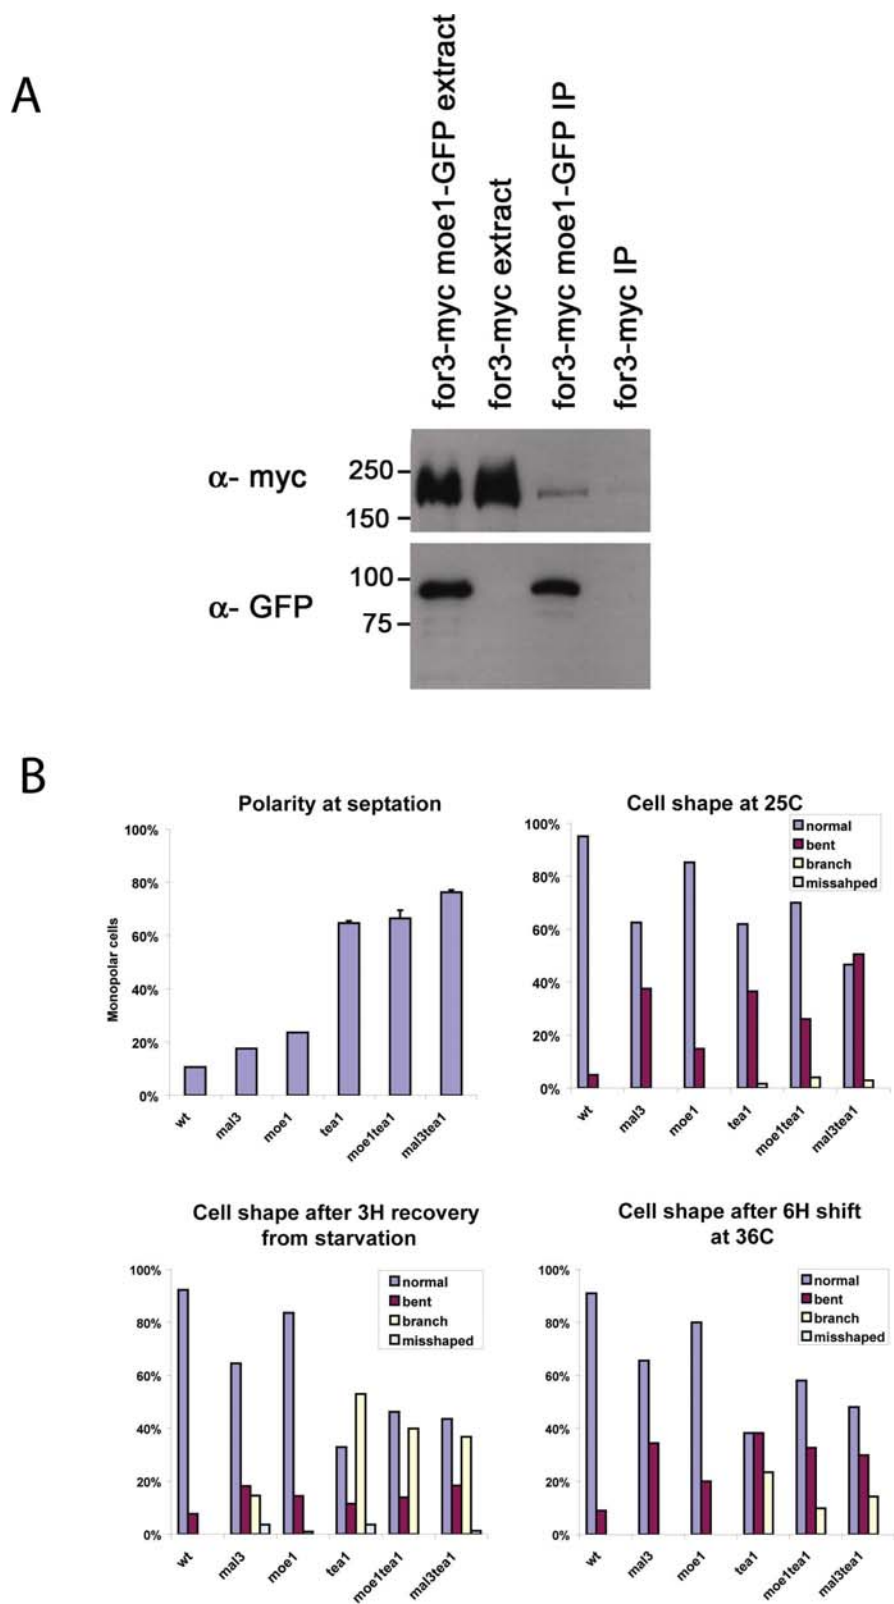 A
for3-myc moe1-GFP extract
for3-myc extract
for3-myc moe1-GFP IP
for3-myc IP
α- myc
250
150
α- GFP
100
75
B
Polarity at septation
100%
80%
60%
40%
20%
0%
Monopolar cells
wt
mal3
moe1
tea1
moe1tea1
mal3tea1
Cell shape at 25C
100%
80%
60%
40%
20%
0%
normal
bent
branch
missahped
wt
mal3
moe1
tea1
moe1tea1
mal3tea1
Cell shape after 3H recovery
from starvation
100%
80%
60%
40%
20%
0%
normal
bent
branch
misshaped
wt
mal3
moe1
tea1
moe1tea1
mal3tea1
Cell shape after 6H shift
at 36C
100%
80%
60%
40%
20%
0%
normal
bent
branch
misshaped
wt
mal3
moe1
tea1
moe1tea1
mal3tea1